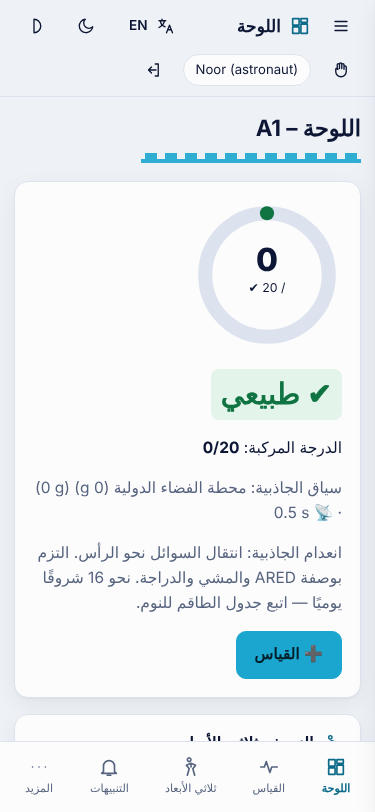 اللوحة
EN
Noor (astronaut)
اللوحة – A1
0
/ 20 ✔
✔ طبيعي
الدرجة المركبة: 0/20
سياق الجاذبية: محطة الفضاء الدولية (0 g) (0 g)
· 📡 0.5 s
انعدام الجاذبية: انتقال السوائل نحو الرأس. التزم
بوصفة ARED والمشي والدراجة. نحو 16 شروقًا
يوميًا — اتبع جدول الطاقم للنوم.
➕ القياس
اللوحة
القياس
ثلاثي الأبعاد
التنبيهات
المزيد